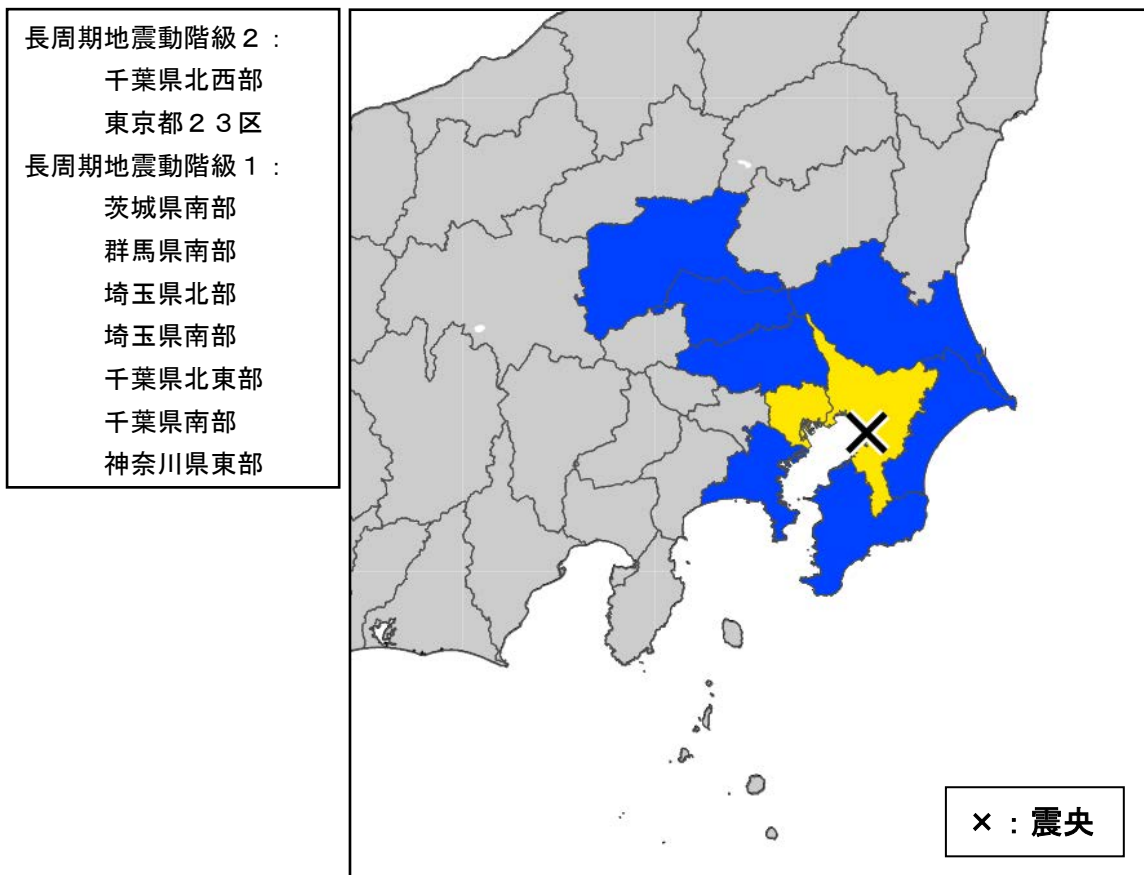 長周期地震動階級２：
千葉県北西部
東京都２３区
長周期地震動階級１：
茨城県南部
群馬県南部
埼玉県北部
埼玉県南部
千葉県北東部
千葉県南部
神奈川県東部
×：震央